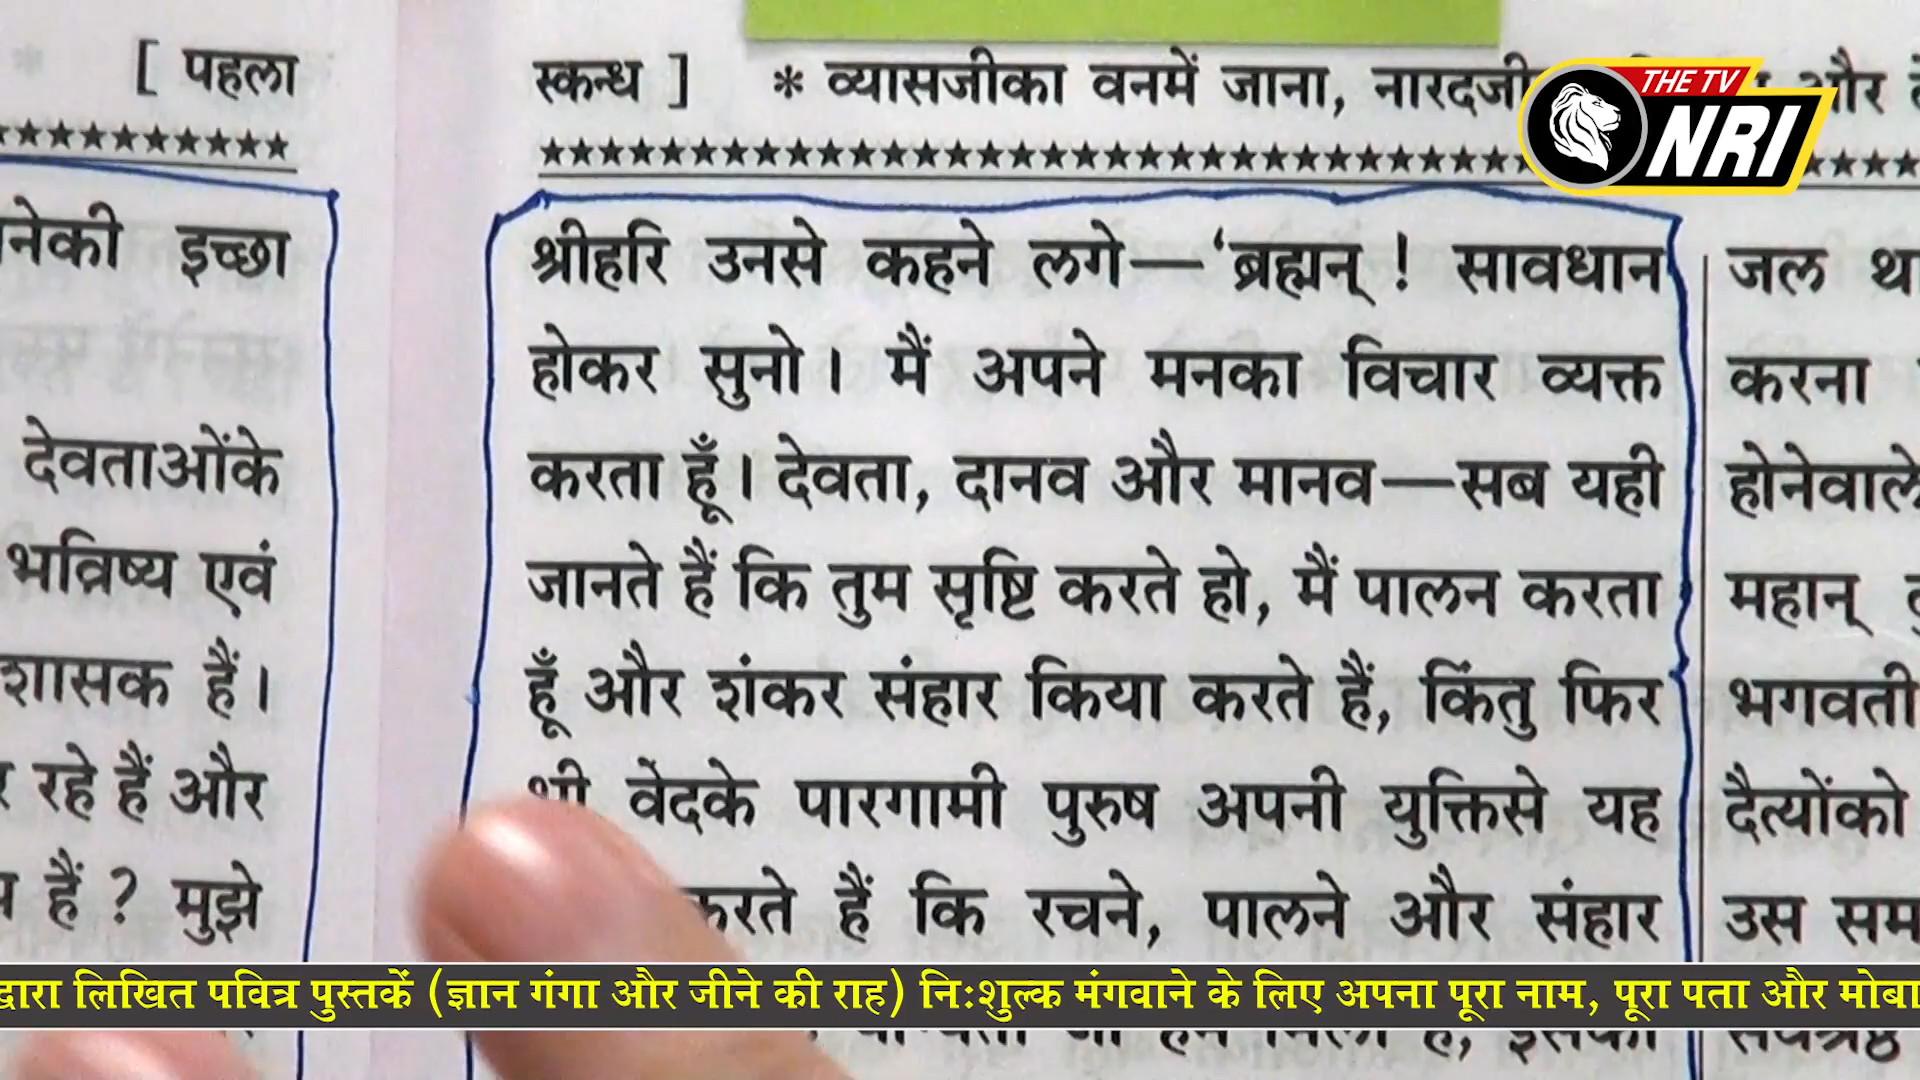 [ पहला
नेकी इच्छा
देवताओंके
भविष्य एवं
शासक हैं।
रहे हैं और
हैं ? मुझे
स्कन्ध ] * व्यासजीका वनमें जाना, और
श्रीहरि उनसे कहने लगे—‘ब्रह्मन् ! सावधान
होकर सुनो। मैं अपने मनका विचार व्यक्त
करता हूँ। देवता, दानव और मानव—सब यही
जानते हैं कि तुम सृष्टि करते हो, मैं पालन करता
हूँ और शंकर संहार किया करते हैं, किंतु फिर
भी वेदके पारगामी पुरुष अपनी युक्तिसे यह
करते हैं कि रचने, पालने और संहार
जल
करना
होनेवाले
महान्
भगवती
दैत्योंको
उस
THE TV
NRI
द्वारा लिखित पवित्र पुस्तकें (ज्ञान गंगा और जीने की राह) नि:शुल्क मंगवाने के लिए अपना पूरा नाम, पूरा पता और